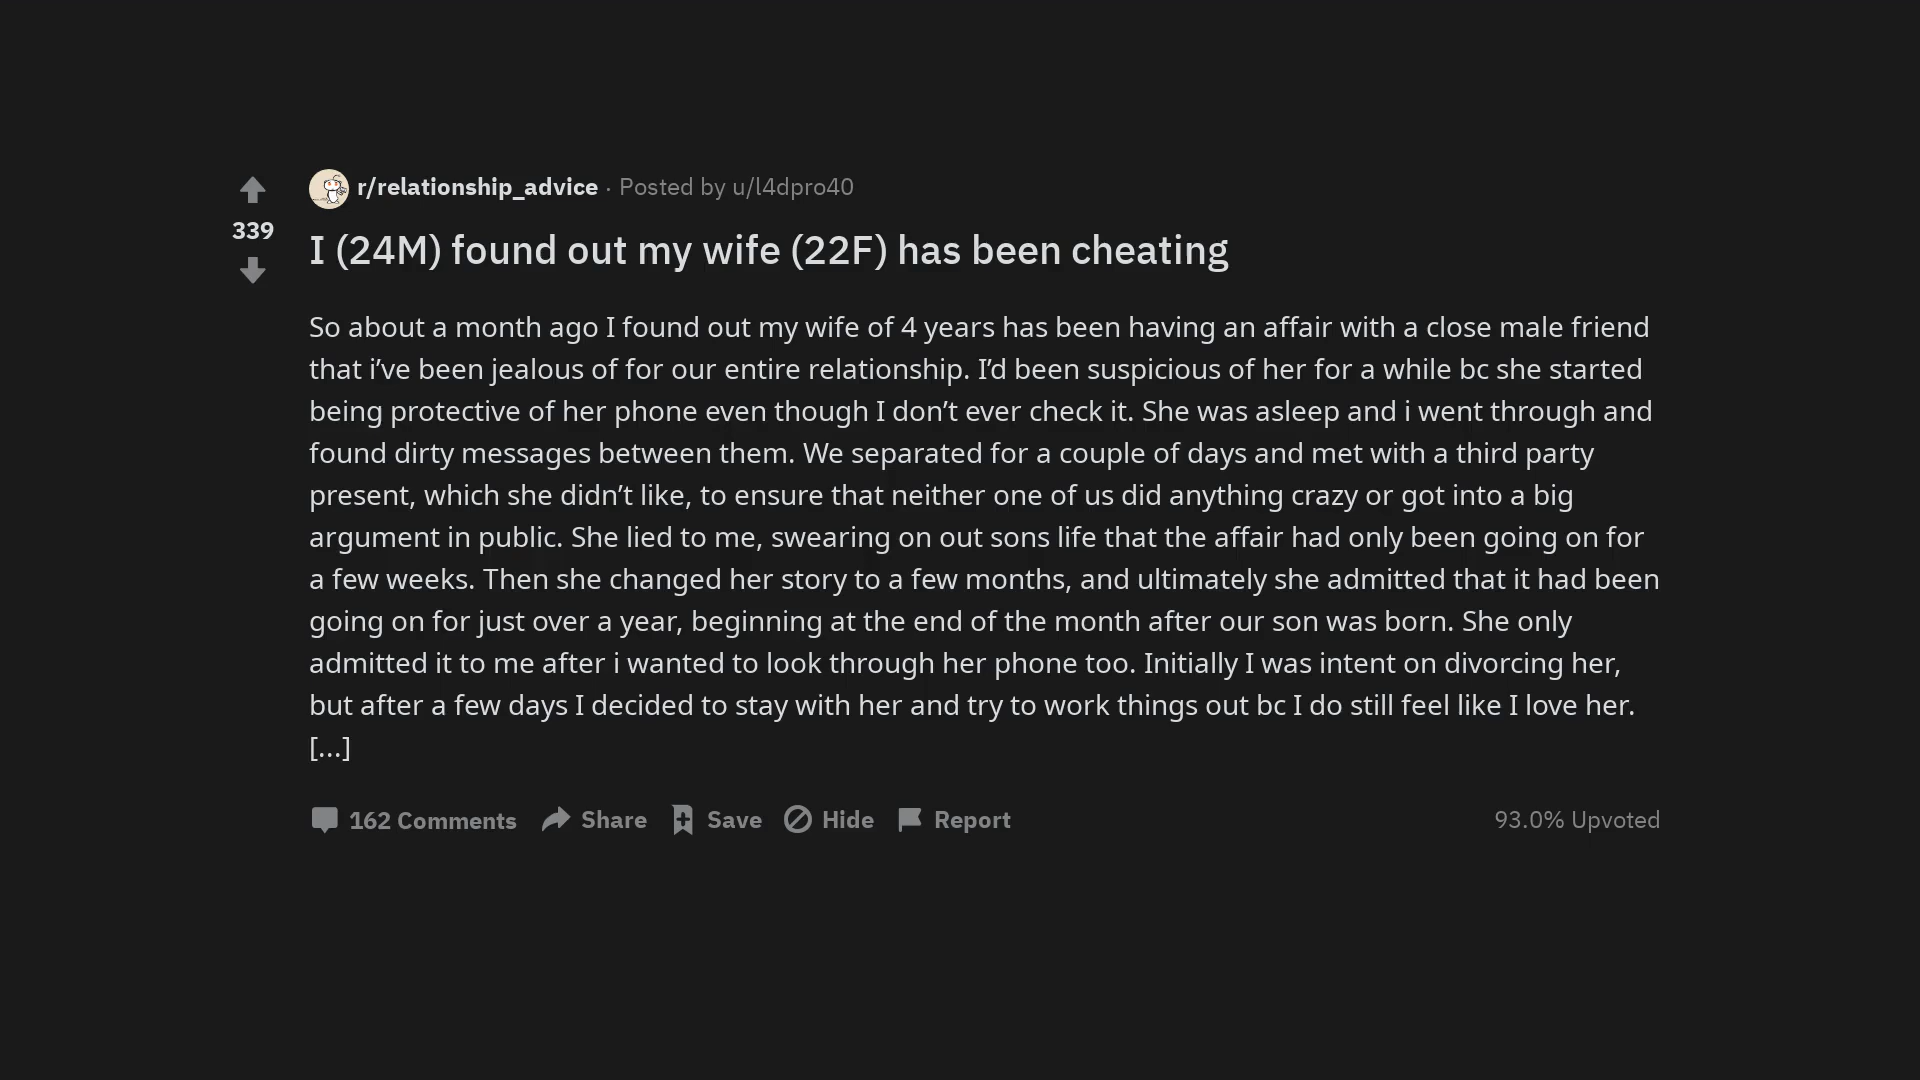 r/relationship_advice · Posted by u/l4dpro40
339
I (24M) found out my wife (22F) has been cheating
So about a month ago I found out my wife of 4 years has been having an affair with a close male friend
that i’ve been jealous of for our entire relationship. I’d been suspicious of her for a while bc she started
being protective of her phone even though I don’t ever check it. She was asleep and i went through and
found dirty messages between them. We separated for a couple of days and met with a third party
present, which she didn’t like, to ensure that neither one of us did anything crazy or got into a big
argument in public. She lied to me, swearing on out sons life that the affair had only been going on for
a few weeks. Then she changed her story to a few months, and ultimately she admitted that it had been
going on for just over a year, beginning at the end of the month after our son was born. She only
admitted it to me after i wanted to look through her phone too. Initially I was intent on divorcing her,
but after a few days I decided to stay with her and try to work things out bc I do still feel like I love her.
[...]
162 Comments Share Save Hide Report 93.0% Upvoted